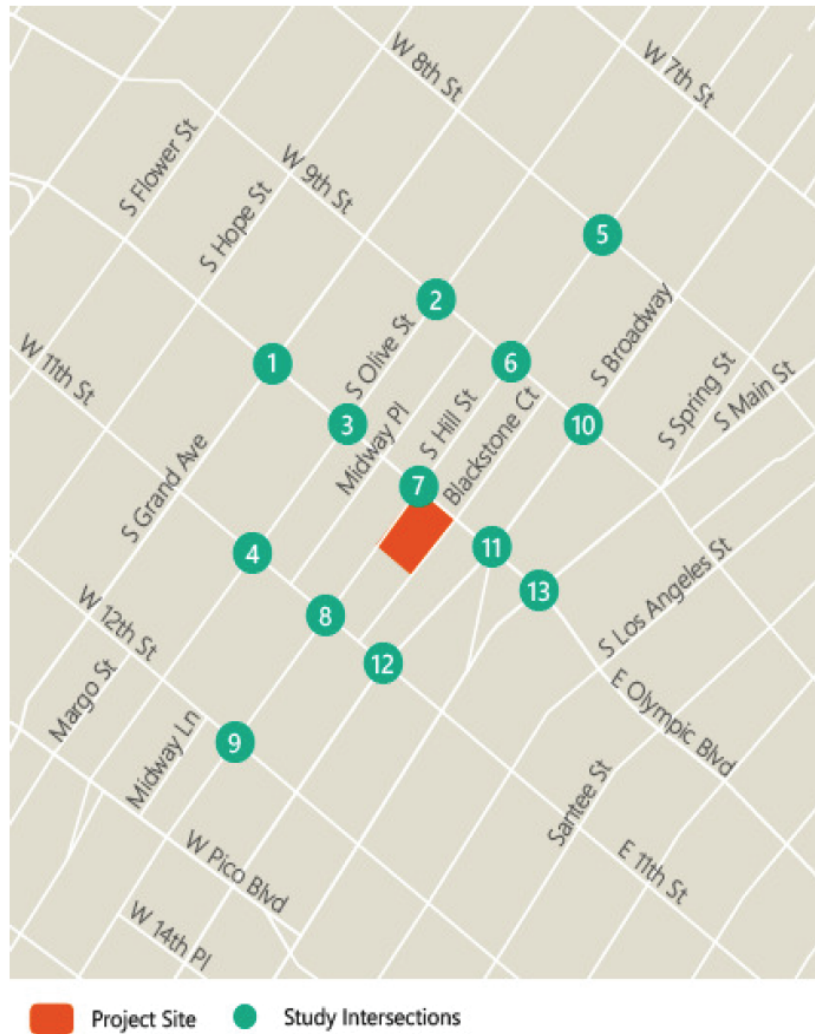 W 8th St
W 7th St
S Flower St
W 9th St
S Hope St
5
2
S Broadway
1
S Olive St
6
W 11th St
S Spring St
S Main St
3
Midway Pl
S Hill St
Blackstone Ct
10
S Grand Ave
7
4
11
13
S Los Angeles St
W 12th St
8
12
Margo St
E Olympic Blvd
Midway Ln
9
Santee St
W Pico Blvd
E 11th St
W 14th Pl
Project Site
Study Intersections